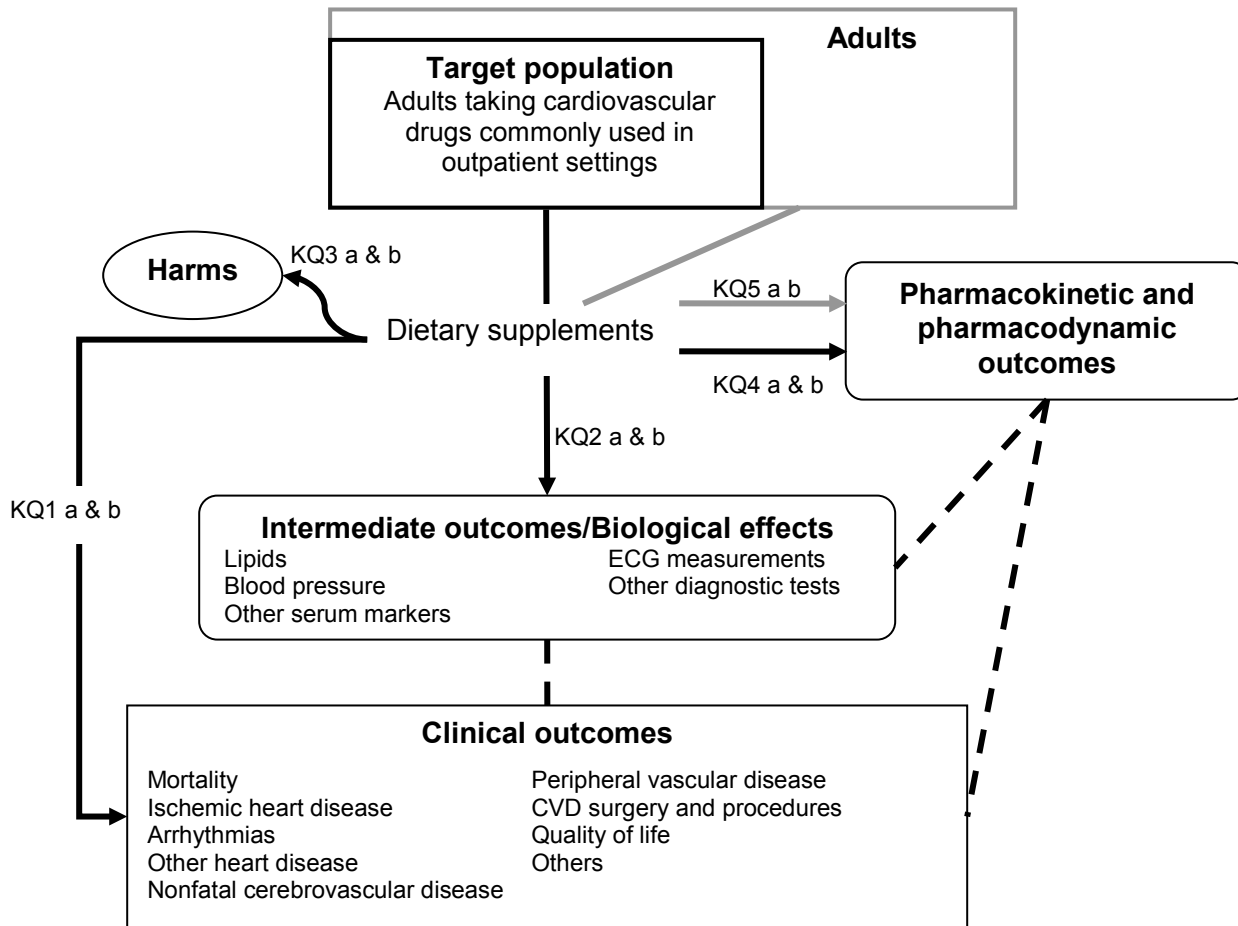 Adults
Target population
Adults taking cardiovascular
drugs commonly used in
outpatient settings
KQ3 a & b
Harms
KQ5 a b
Pharmacokinetic and
pharmacodynamic
outcomes
Dietary supplements
KQ4 a & b
KQ2 a & b
KQ1 a & b
Intermediate outcomes/Biological effects
Lipids
Blood pressure
Other serum markers
ECG measurements
Other diagnostic tests
Clinical outcomes
Mortality
Ischemic heart disease
Arrhythmias
Other heart disease
Nonfatal cerebrovascular disease
Peripheral vascular disease
CVD surgery and procedures
Quality of life
Others